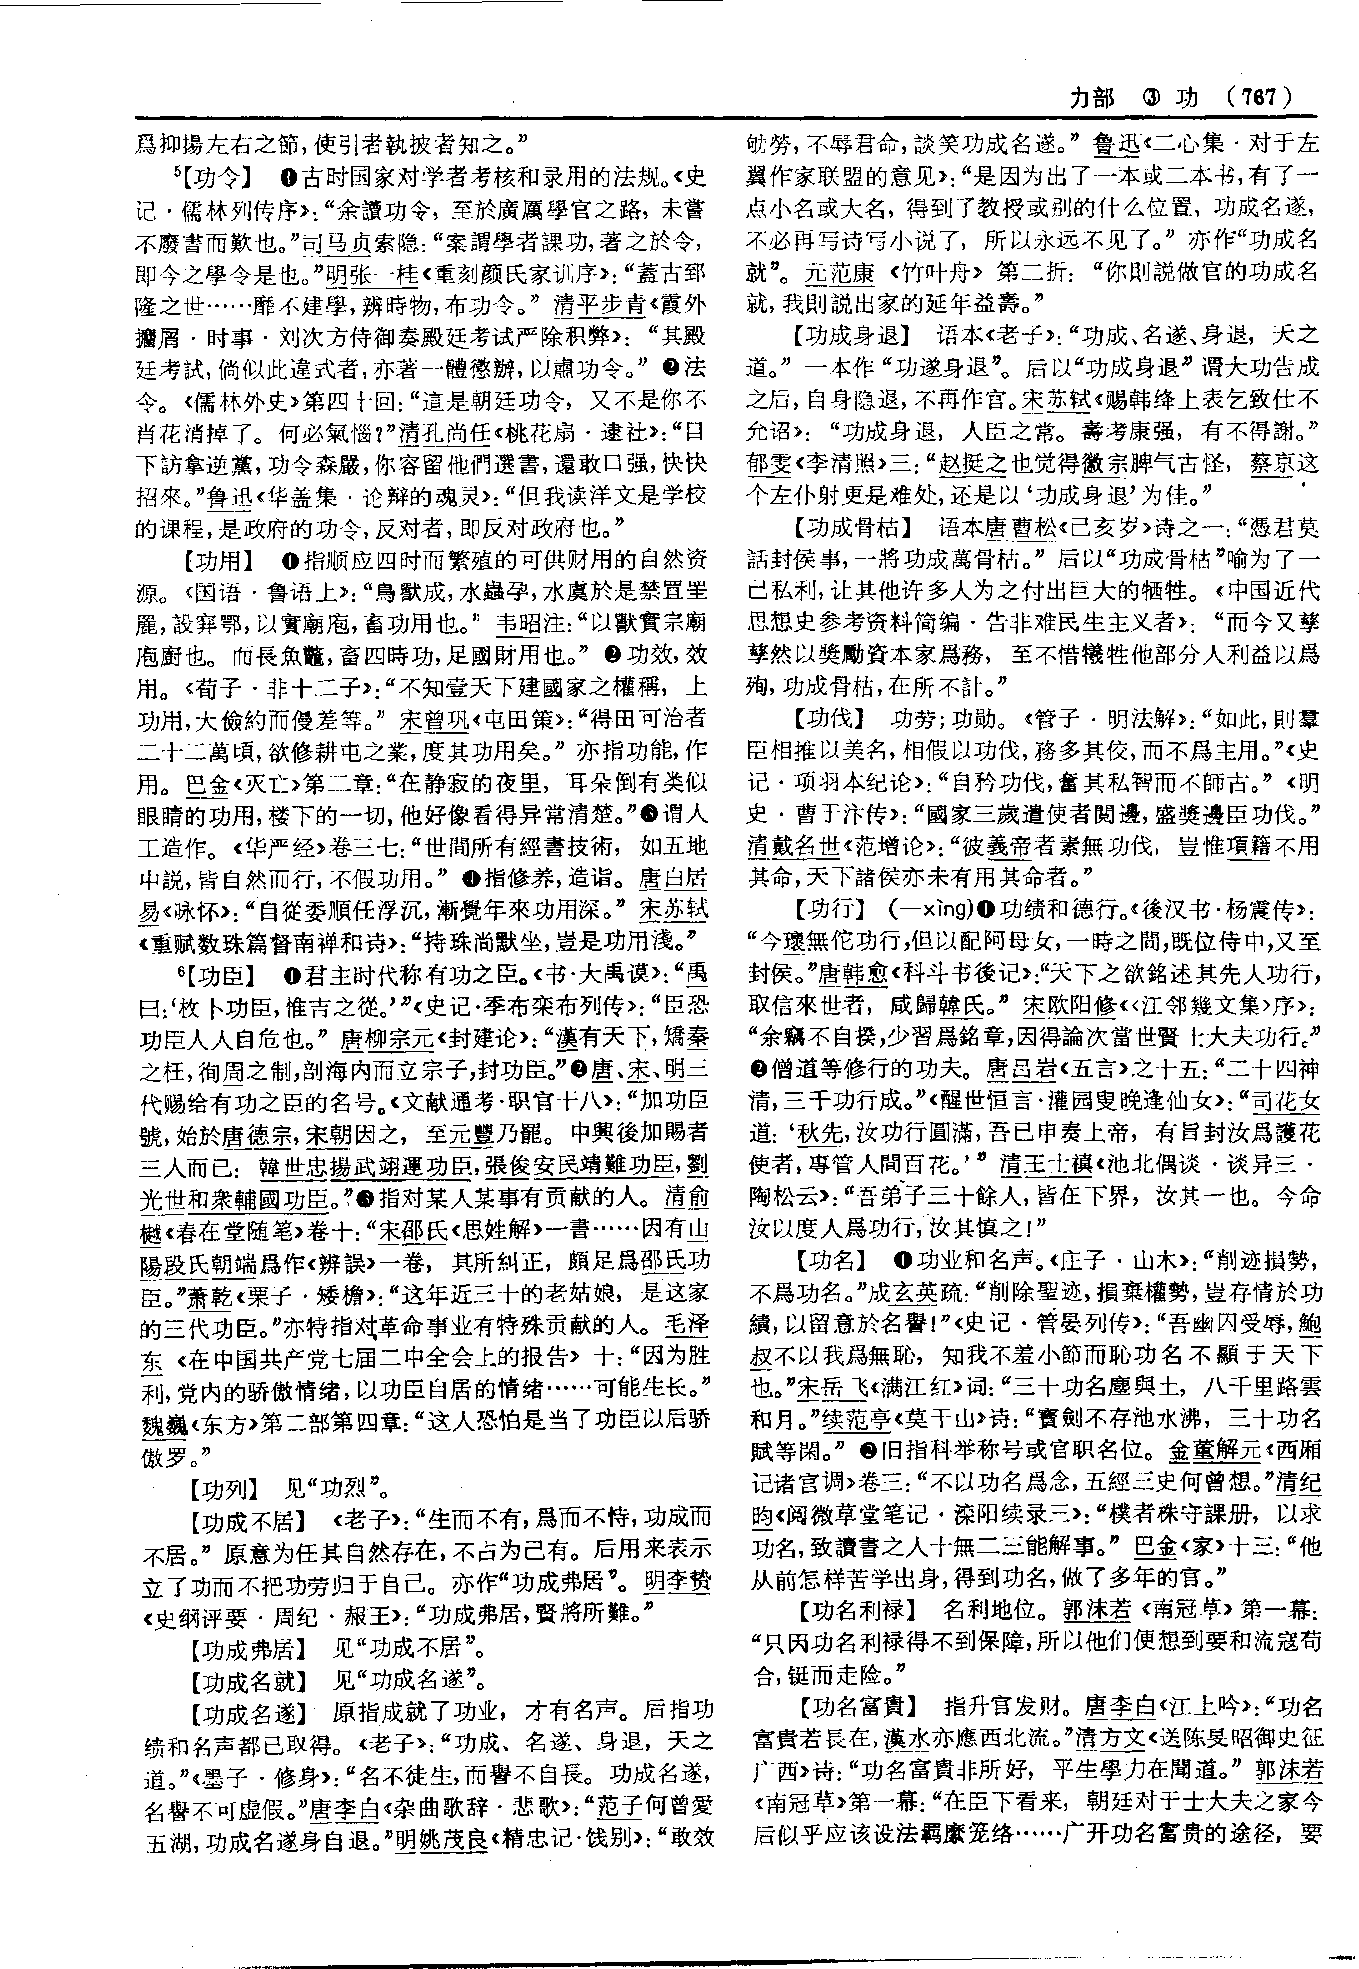 力部 ③ 功 （767）
爲抑揚左右之節，使引者執披者知之。”
⁵【功令】 ❶古时国家对学者考核和录用的法规。《史
记·儒林列传序》：“余讀功令，至於廣厲學官之路，未嘗
不廢書而歎也。”司马贞索隐：“案謂學者課功，著之於令，
即今之學令是也。”明张一桂《重刻颜氏家训序》：“蓋古郅
隆之世……靡不建學，辨時物，布功令。” 清平步青《霞外
攟屑·时事·刘次方侍御奏殿廷考试严除积弊》：“其殿
廷考試，倘似此違式者，亦著一體懲辦，以肅功令。” ❷法
令。《儒林外史》第四十回：“這是朝廷功令，又不是你不
肖花消掉了。何必氣惱？”清孔尚任《桃花扇·逮社》：“目
下訪拿逆黨，功令森嚴，你容留他們選書，還敢口强，快快
招來。”鲁迅《华盖集·论辩的魂灵》：“但我读洋文是学校
的课程，是政府的功令，反对者，即反对政府也。”
【功用】 ❶指顺应四时而繁殖的可供财用的自然资
源。《国语·鲁语上》：“鳥獸成，水蟲孕，水虞於是禁罝罜
麗，設穽鄂，以實廟庖，畜功用也。” 韦昭注：“以獸實宗廟
庖廚也。而長魚鼈，畜四時功，足國財用也。” ❷功效，效
用。《荀子·非十二子》：“不知壹天下建國家之權稱，上
功用，大儉約而僈差等。” 宋曾巩《屯田策》：“得田可治者
二十二萬頃，欲修耕屯之業，度其功用矣。” 亦指功能，作
用。巴金《灭亡》第二章：“在静寂的夜里，耳朵倒有类似
眼睛的功用，楼下的一切，他好像看得异常清楚。”❸谓人
工造作。《华严经》卷三七：“世間所有經書技術，如五地
中説，皆自然而行，不假功用。” ❹指修养，造诣。唐白居
易《咏怀》：“自從委順任浮沉，漸覺年來功用深。” 宋苏轼
《重赋数珠篇督南禅和诗》：“持珠尚默坐，豈是功用淺。”
⁶【功臣】 ❶君主时代称有功之臣。《书·大禹谟》：“禹
曰：‘枚卜功臣，惟吉之從。’”《史记·季布栾布列传》：“臣恐
功臣人人自危也。” 唐柳宗元《封建论》：“漢有天下，矯秦
之枉，徇周之制，剖海内而立宗子，封功臣。”❷唐、宋、明三
代赐给有功之臣的名号。《文献通考·职官十八》：“加功臣
號，始於唐德宗，宋朝因之，至元豐乃罷。中興後加賜者
三人而已：韓世忠揚武翊運功臣，張俊安民靖難功臣，劉
光世和衆輔國功臣。”❸指对某人某事有贡献的人。清俞
樾《春在堂随笔》卷十：“宋邵氏《思姓解》一書……因有山
陽段氏朝端爲作《辨誤》一卷，其所糾正，頗足爲邵氏功
臣。”萧乾《栗子·矮檐》：“这年近三十的老姑娘，是这家
的三代功臣。”亦特指对革命事业有特殊贡献的人。毛泽
东《在中国共产党七届二中全会上的报告》十：“因为胜
利，党内的骄傲情绪，以功臣自居的情绪……可能生长。”
魏巍《东方》第二部第四章：“这人恐怕是当了功臣以后骄
傲罗。”
【功列】 见“功烈”。
【功成不居】 《老子》：“生而不有，爲而不恃，功成而
不居。” 原意为任其自然存在，不占为己有。后用来表示
立了功而不把功劳归于自己。亦作“功成弗居”。明李贽
《史纲评要·周纪·赧王》：“功成弗居，賢將所難。”
【功成弗居】 见“功成不居”。
【功成名就】 见“功成名遂”。
【功成名遂】 原指成就了功业，才有名声。后指功
绩和名声都已取得。《老子》：“功成、名遂、身退，天之
道。”《墨子·修身》：“名不徒生，而譽不自長。功成名遂，
名譽不可虚假。”唐李白《杂曲歌辞·悲歌》：“范子何曾愛
五湖，功成名遂身自退。”明姚茂良《精忠记·饯别》：“敢效
劬勞，不辱君命，談笑功成名遂。” 鲁迅《二心集·对于左
翼作家联盟的意见》：“是因为出了一本或二本书，有了一
点小名或大名，得到了教授或别的什么位置，功成名遂，
不必再写诗写小说了，所以永远不见了。” 亦作“功成名
就”。元范康《竹叶舟》第二折：“你則説做官的功成名
就，我則説出家的延年益壽。”
【功成身退】 语本《老子》：“功成、名遂、身退，天之
道。” 一本作“功遂身退”。后以“功成身退”谓大功告成
之后，自身隐退，不再作官。宋苏轼《赐韩绛上表乞致仕不
允诏》：“功成身退，人臣之常。壽考康强，有不得謝。”
郁雯《李清照》三：“赵挺之也觉得徽宗脾气古怪，蔡京这
个左仆射更是难处，还是以‘功成身退’为佳。”
【功成骨枯】 语本唐曹松《己亥岁》诗之一：“憑君莫
話封侯事，一將功成萬骨枯。” 后以“功成骨枯”喻为了一
己私利，让其他许多人为之付出巨大的牺牲。《中国近代
思想史参考资料简编·告非难民生主义者》：“而今又孳
孳然以奬勵資本家爲務，至不惜犧牲他部分人利益以爲
殉，功成骨枯，在所不計。”
【功伐】 功劳；功勋。《管子·明法解》：“如此，則羣
臣相推以美名，相假以功伐，務多其佼，而不爲主用。”《史
记·项羽本纪论》：“自矜功伐，奮其私智而不師古。” 《明
史·曹于汴传》：“國家三歲遣使者閲邊，盛奬邊臣功伐。”
清戴名世《范增论》：“彼義帝者素無功伐，豈惟項籍不用
其命，天下諸侯亦未有用其命者。”
【功行】 （—xìng）❶功绩和德行。《後汉书·杨震传》：
“今瓌無佗功行，但以配阿母女，一時之間，既位侍中，又至
封侯。”唐韩愈《科斗书後记》：“天下之欲銘述其先人功行，
取信來世者，咸歸韓氏。” 宋欧阳修《〈江邻幾文集〉序》：
“余竊不自揆，少習爲銘章，因得論次當世賢士大夫功行。”
❷僧道等修行的功夫。唐吕岩《五言》之十五：“二十四神
清，三千功行成。”《醒世恒言·灌园叟晚逢仙女》：“司花女
道：‘秋先，汝功行圓滿，吾已申奏上帝，有旨封汝爲護花
使者，專管人間百花。’” 清王士禛《池北偶谈·谈异三·
陶松云》：“吾弟子三十餘人，皆在下界，汝其一也。今命
汝以度人爲功行，汝其慎之！”
【功名】 ❶功业和名声。《庄子·山木》：“削迹損勢，
不爲功名。”成玄英疏：“削除聖迹，損棄權勢，豈存情於功
績，以留意於名譽！”《史记·管晏列传》：“吾幽囚受辱，鮑
叔不以我爲無恥，知我不羞小節而恥功名不顯于天下
也。”宋岳飞《满江红》词：“三十功名塵與土，八千里路雲
和月。”续范亭《莫干山》诗：“寶劍不存池水沸，三十功名
賦等閑。” ❷旧指科举称号或官职名位。金董解元《西厢
记诸宫调》卷三：“不以功名爲念，五經三史何曾想。”清纪
昀《阅微草堂笔记·滦阳续录三》：“樸者株守課册，以求
功名，致讀書之人十無二三能解事。” 巴金《家》十三：“他
从前怎样苦学出身，得到功名，做了多年的官。”
【功名利禄】 名利地位。郭沫若《南冠草》第一幕：
“只因功名利禄得不到保障，所以他们便想到要和流寇苟
合，铤而走险。”
【功名富貴】 指升官发财。唐李白《江上吟》：“功名
富貴若長在，漢水亦應西北流。”清方文《送陈旻昭御史征
广西》诗：“功名富貴非所好，平生學力在聞道。” 郭沫若
《南冠草》第一幕：“在臣下看来，朝廷对于士大夫之家今
后似乎应该设法羁縻笼络……广开功名富贵的途径，要